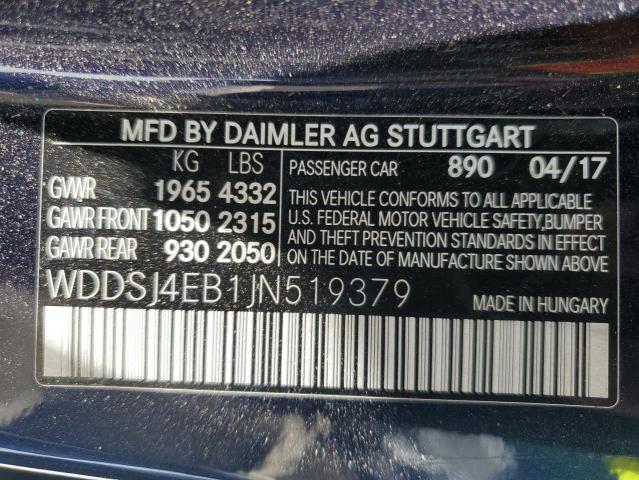 MFD BY DAIMLER AG STUTTGART
KG LBS
GVWR 1965 4332
GAWR FRONT 1050 2315
GAWR REAR 930 2050
PASSENGER CAR 890 04/17
THIS VEHICLE CONFORMS TO ALL APPLICABLE
U.S. FEDERAL MOTOR VEHICLE SAFETY, BUMPER
AND THEFT PREVENTION STANDARDS IN EFFECT
ON THE DATE OF MANUFACTURE SHOWN ABOVE.
WDDSJ4EB1JN519379
MADE IN HUNGARY